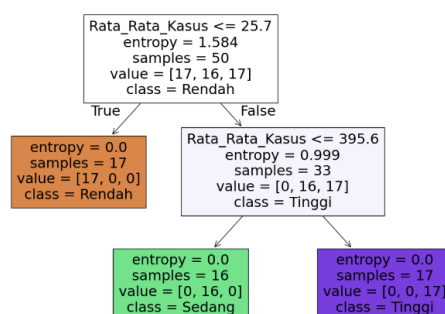 Rata_Rata_Kasus <= 25.7
entropy = 1.584
samples = 50
value = [17, 16, 17]
class = Rendah
True
False
entropy = 0.0
samples = 17
value = [17, 0, 0]
class = Rendah
Rata_Rata_Kasus <= 395.6
entropy = 0.999
samples = 33
value = [0, 16, 17]
class = Tinggi
entropy = 0.0
samples = 16
value = [0, 16, 0]
class = Sedang
entropy = 0.0
samples = 17
value = [0, 0, 17]
class = Tinggi